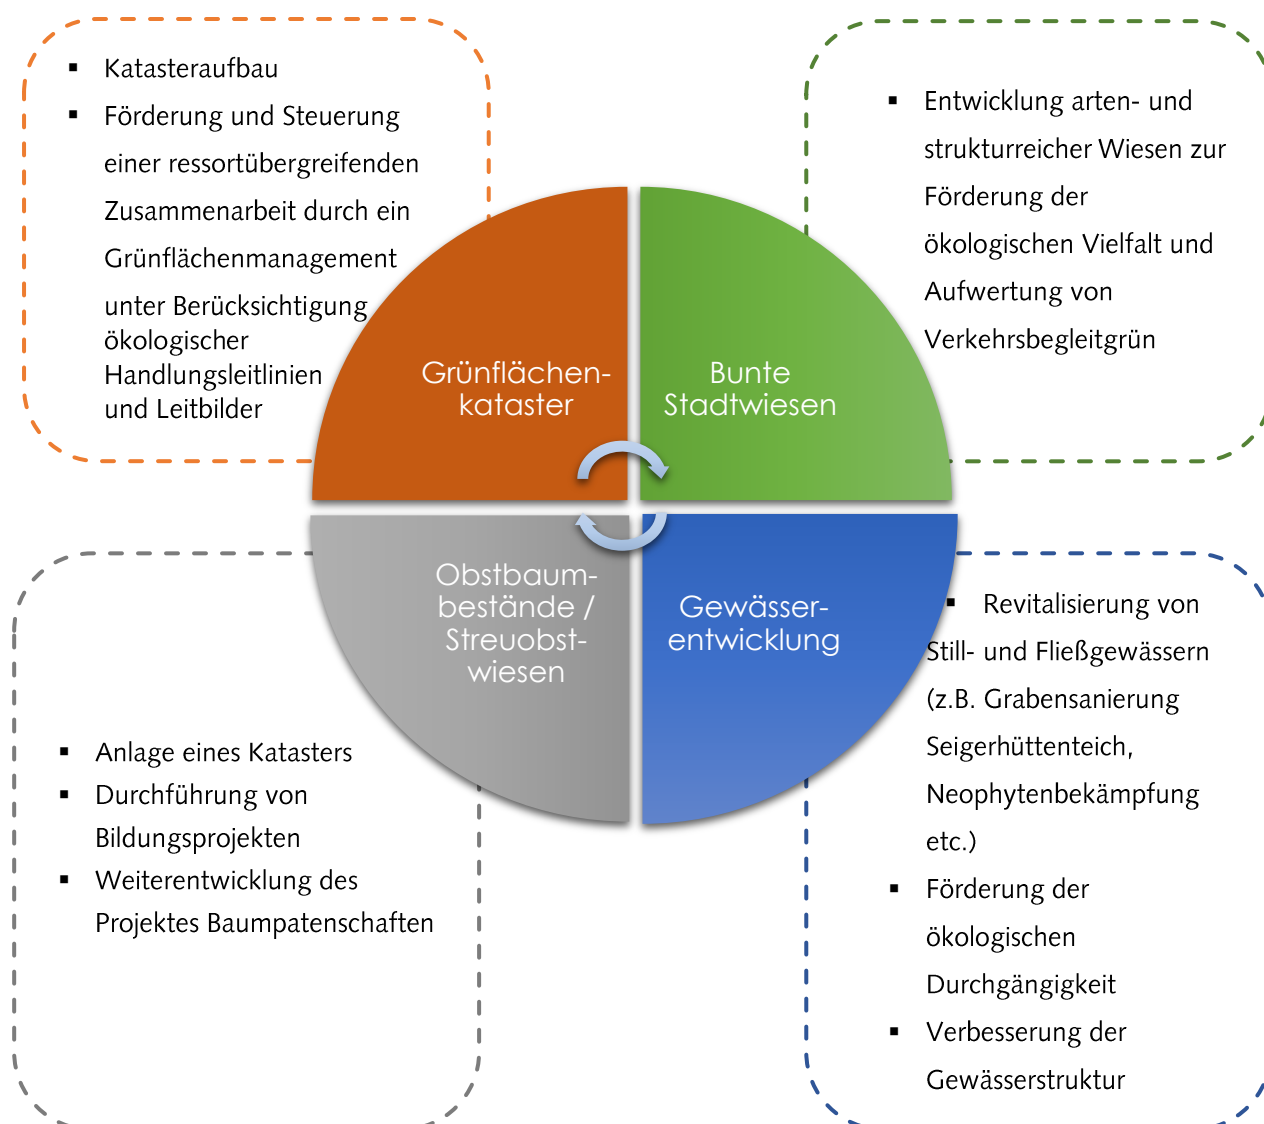 ▪ Katasteraufbau
▪ Förderung und Steuerung
einer ressortübergreifenden
Zusammenarbeit durch ein
Grünflächenmanagement
unter Berücksichtigung
ökologischer
Handlungsleitlinien
und Leitbilder
▪ Entwicklung arten- und
strukturreicher Wiesen zur
Förderung der
ökologischen Vielfalt und
Aufwertung von
Verkehrsbegleitgrün
Grünflächen-
kataster
Bunte
Stadtwiesen
Obstbaum-
bestände /
Streuobst-
wiesen
Gewässer-
entwicklung
▪ Anlage eines Katasters
▪ Durchführung von
Bildungsprojekten
▪ Weiterentwicklung des
Projektes Baumpatenschaften
▪ Revitalisierung von
Still- und Fließgewässern
(z.B. Grabensanierung
Seigerhüttenteich,
Neophytenbekämpfung
etc.)
▪ Förderung der
ökologischen
Durchgängigkeit
▪ Verbesserung der
Gewässerstruktur